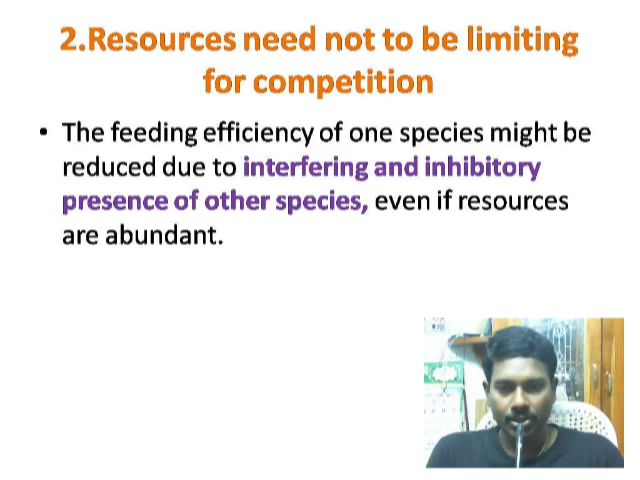 2.Resources need not to be limiting
for competition
• The feeding efficiency of one species might be
reduced due to interfering and inhibitory
presence of other species, even if resources
are abundant.